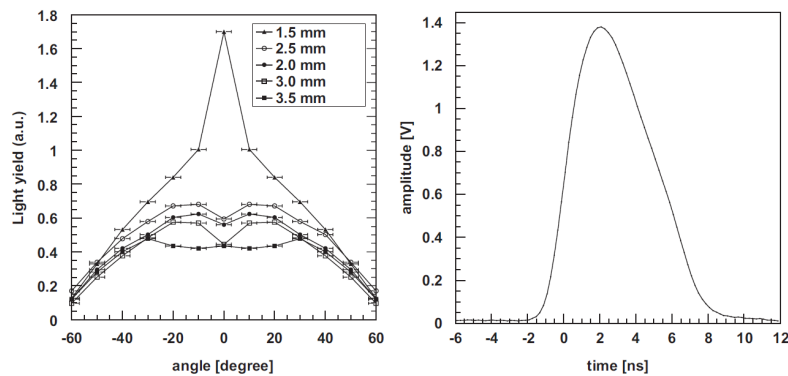 1.8
1.6
1.4
1.2
1
0.8
0.6
0.4
0.2
0
-60 -40 -20 0 20 40 60
Light yield (a.u.)
angle [degree]
1.5 mm
2.5 mm
2.0 mm
3.0 mm
3.5 mm
1.4
1.2
1
0.8
0.6
0.4
0.2
0
-6 -4 -2 0 2 4 6 8 10 12
amplitude [V]
time [ns]